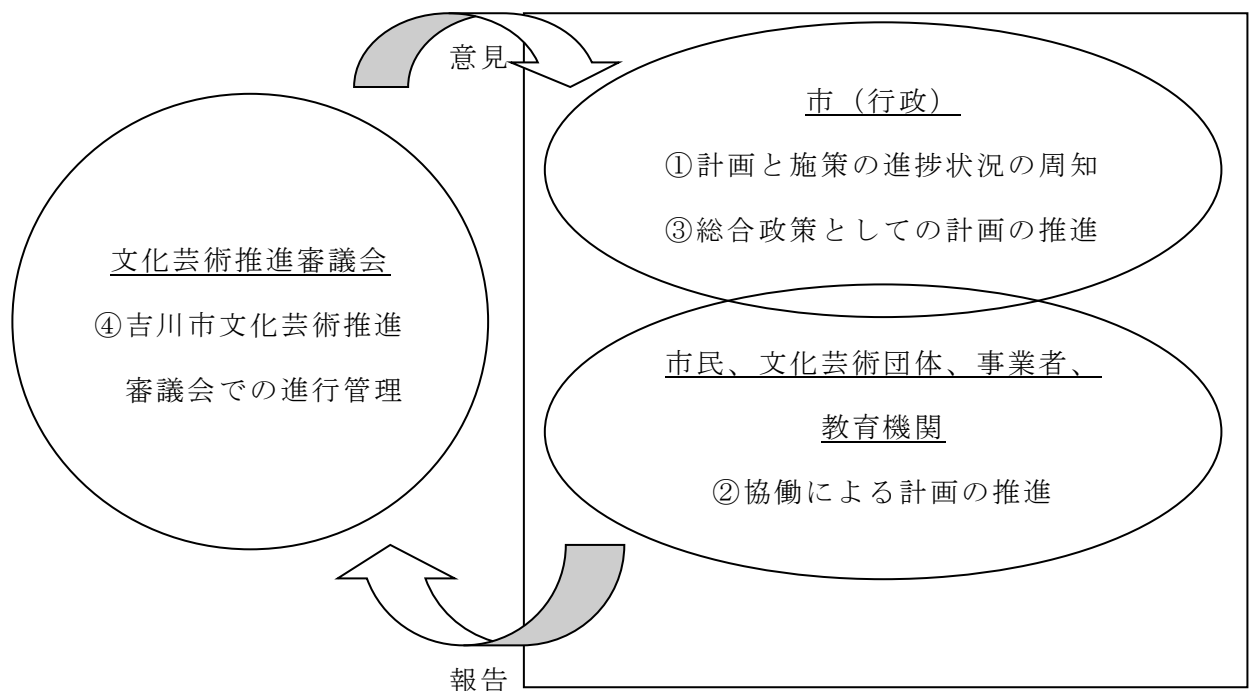 意見
市（行政）
①計画と施策の進捗状況の周知
③総合政策としての計画の推進
文化芸術推進審議会
④吉川市文化芸術推進
審議会での進行管理
市民、文化芸術団体、事業者、
教育機関
②協働による計画の推進
報告